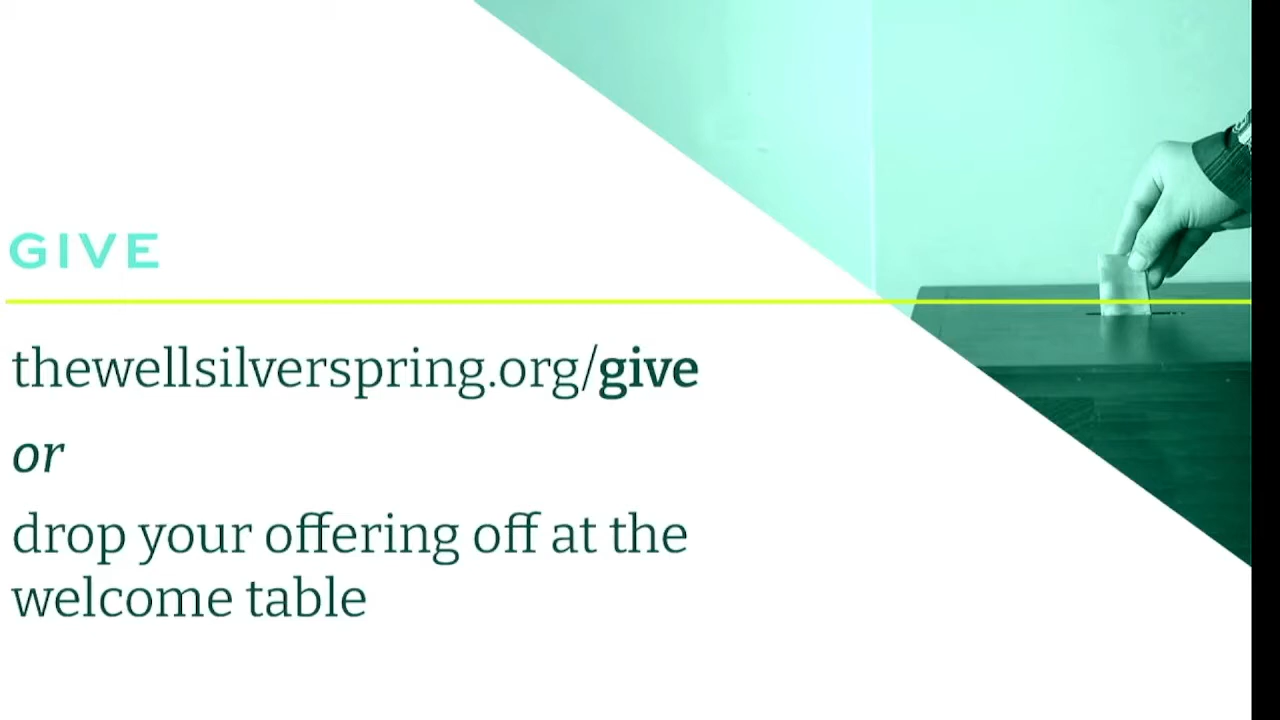 GIVE
thewellsilverspring.org/give
or
drop your offering off at the
welcome table